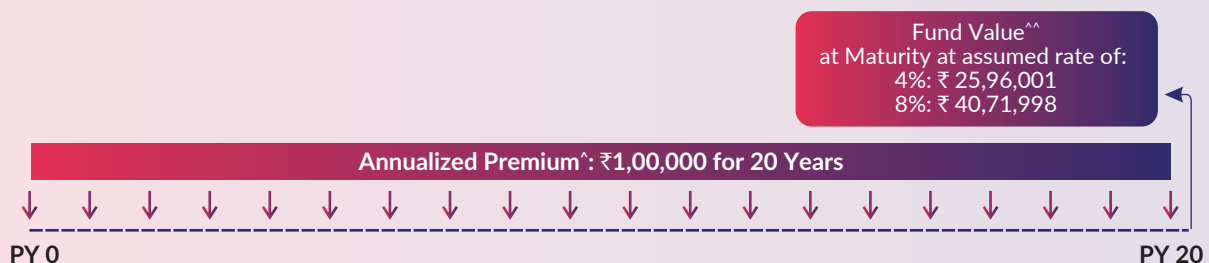 Fund Value^^
at Maturity at assumed rate of:
4%: ₹ 25,96,001
8%: ₹ 40,71,998
Annualized Premium^: ₹1,00,000 for 20 Years
PY 0
PY 20